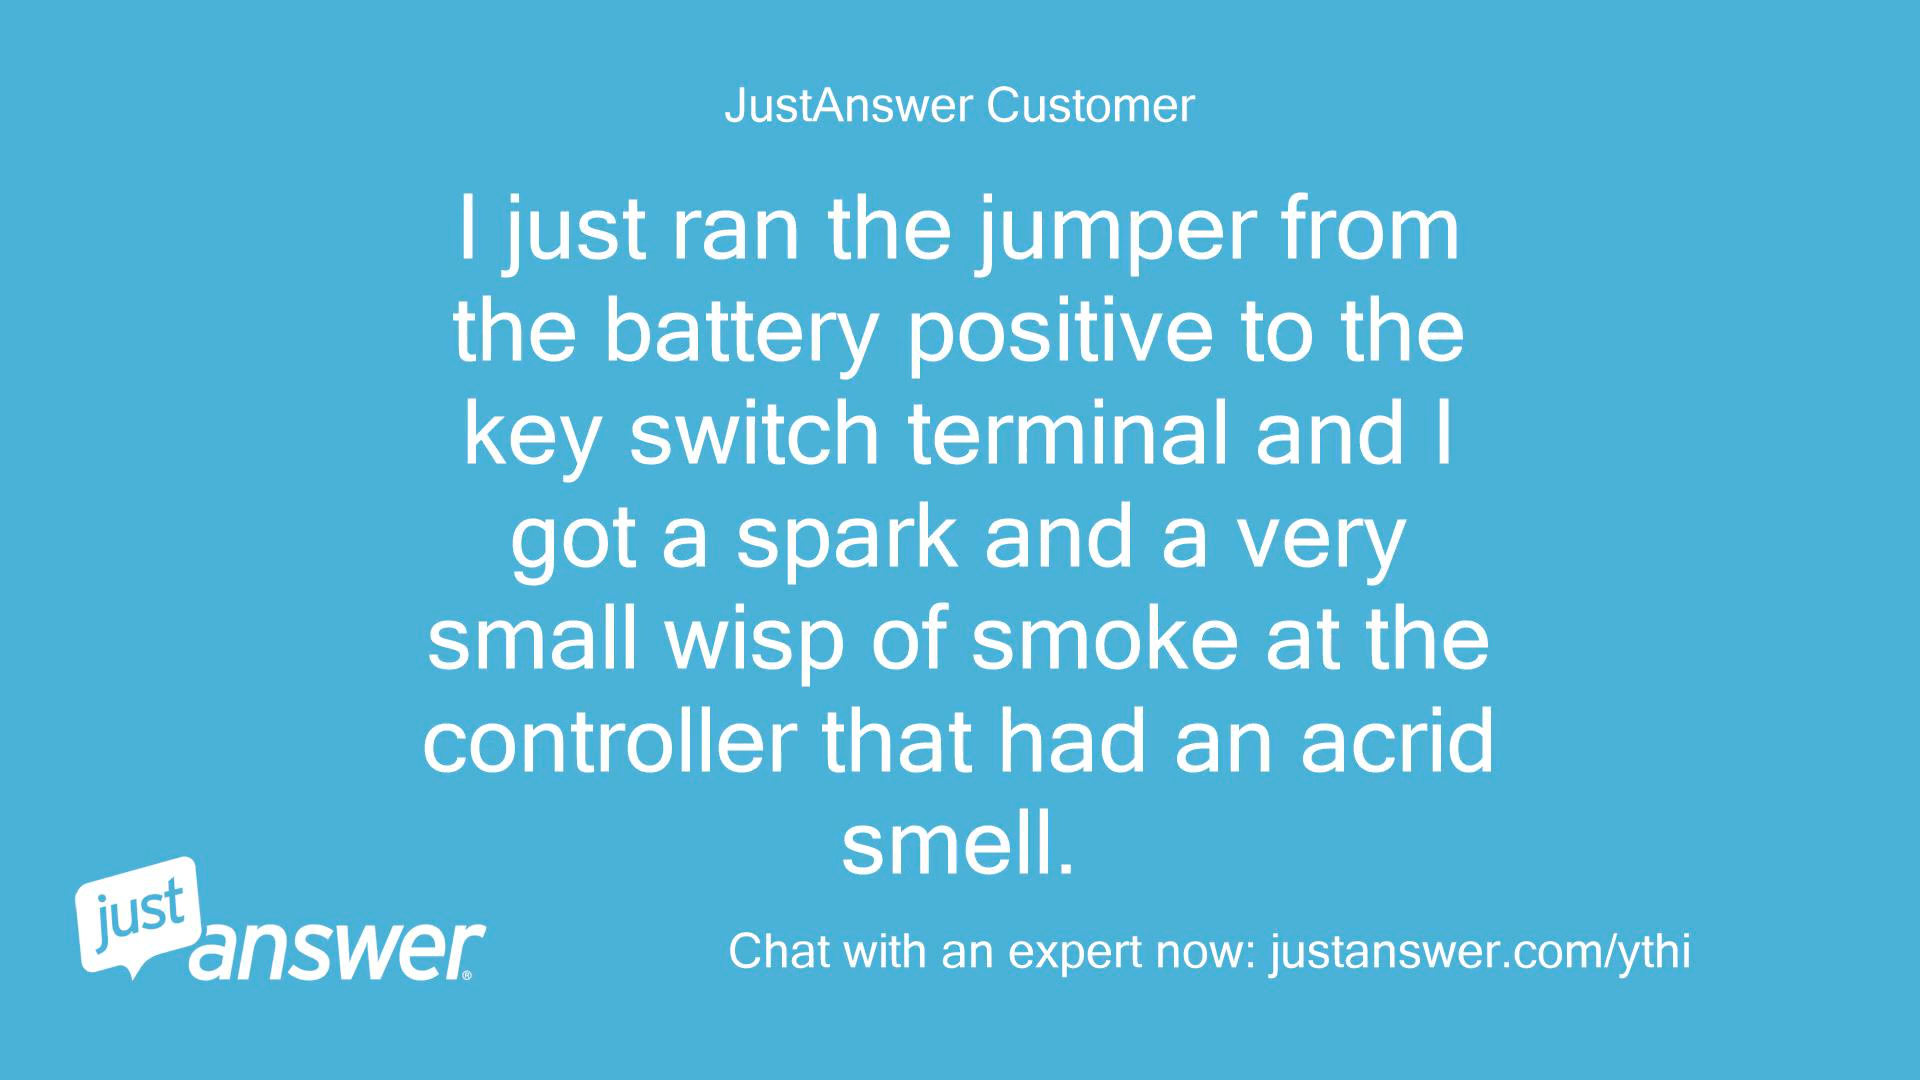 JustAnswer Customer
I just ran the jumper from
the battery positive to the
key switch terminal and I
got a spark and a very
small wisp of smoke at the
controller that had an acrid
smell.
just
answer®
Chat with an expert now: justanswer.com/ythi